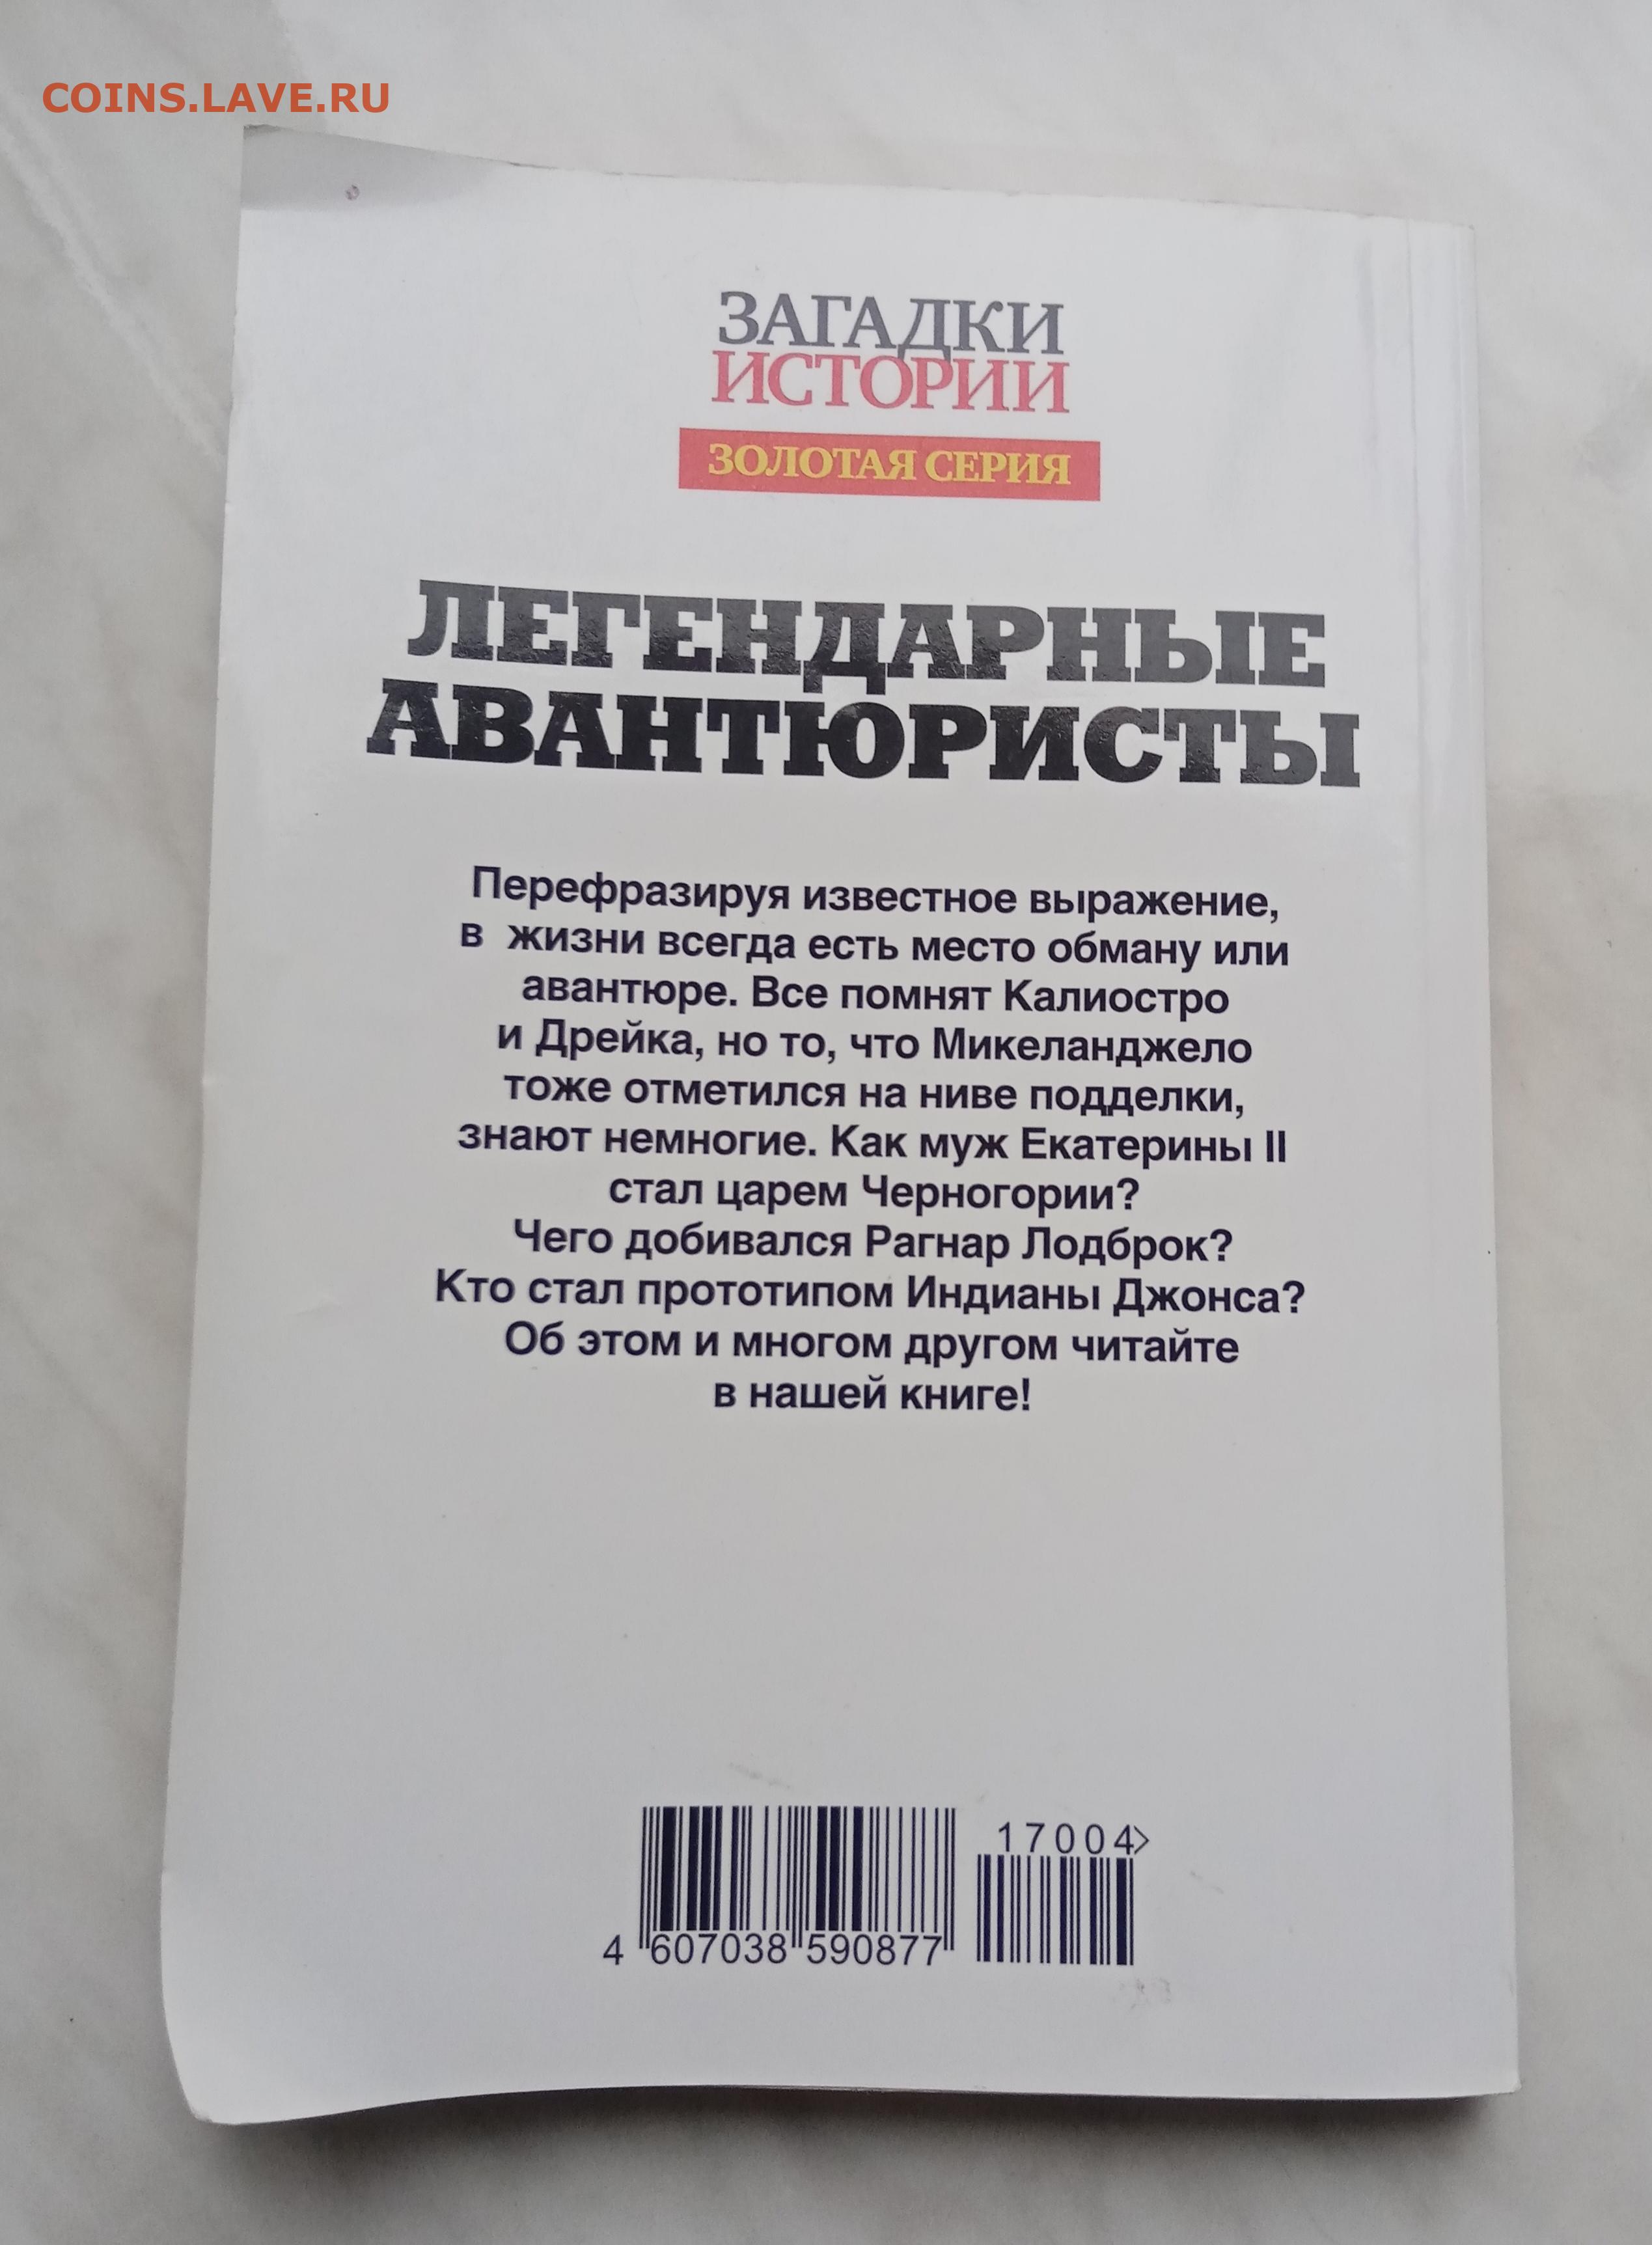 COINS.LAVE.RU
ЗАГАДКИ
ИСТОРИИ
ЗОЛОТАЯ СЕРИЯ
ЛЕГЕНДАРНЫЕ
АВАНТЮРИСТЫ
Перефразируя известное выражение,
в жизни всегда есть место обману или
авантюре. Все помнят Калиостро
и Дрейка, но то, что Микеланджело
тоже отметился на ниве подделки,
знают немногие. Как муж Екатерины II
стал царем Черногории?
Чего добивался Рагнар Лодброк?
Кто стал прототипом Индианы Джонса?
Об этом и многом другом читайте
в нашей книге!
17004>
4 607038 590877